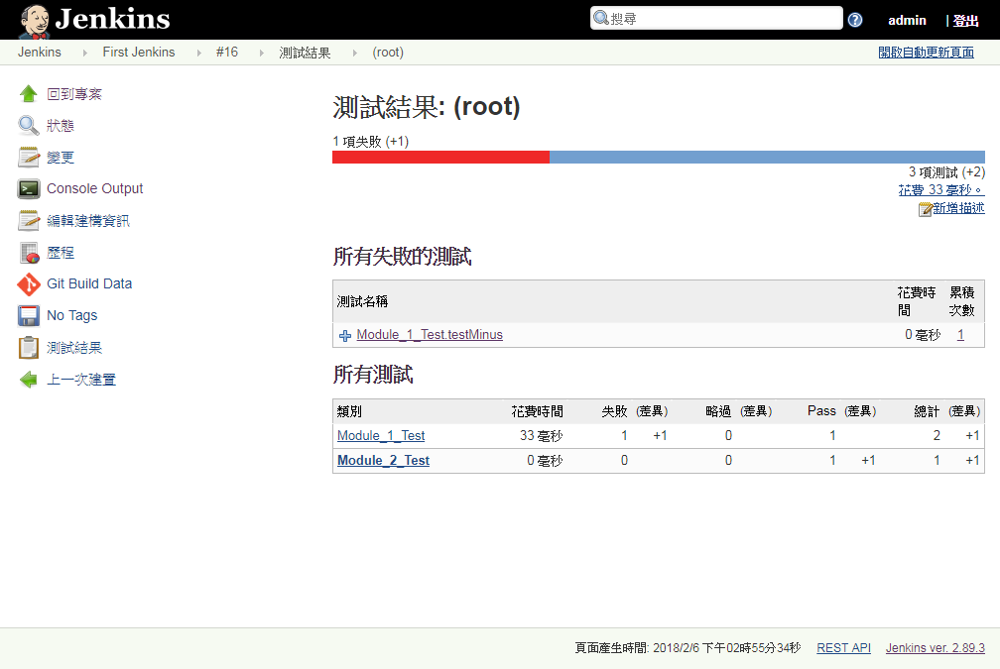 Jenkins
搜尋
admin
| 登出
Jenkins First Jenkins #16 測試結果 (root)
開啟自動更新頁面
回到專案
狀態
變更
Console Output
編輯建構資訊
歷程
Git Build Data
No Tags
測試結果
上一次建置
測試結果: (root)
1 項失敗 (+1)
3 項測試 (+2)
花費 33 毫秒。
新增描述
所有失敗的測試
測試名稱 花費時間 累積次數
Module_1_Test.testMinus 0 毫秒 1
所有測試
類別 花費時間 失敗 (差異) 略過 (差異) Pass (差異) 總計 (差異)
Module_1_Test 33 毫秒 1 +1 0 1 2 +1
Module_2_Test 0 毫秒 0 0 1 +1 1 +1
頁面產生時間: 2018/2/6 下午02時55分34秒 REST API Jenkins ver. 2.89.3